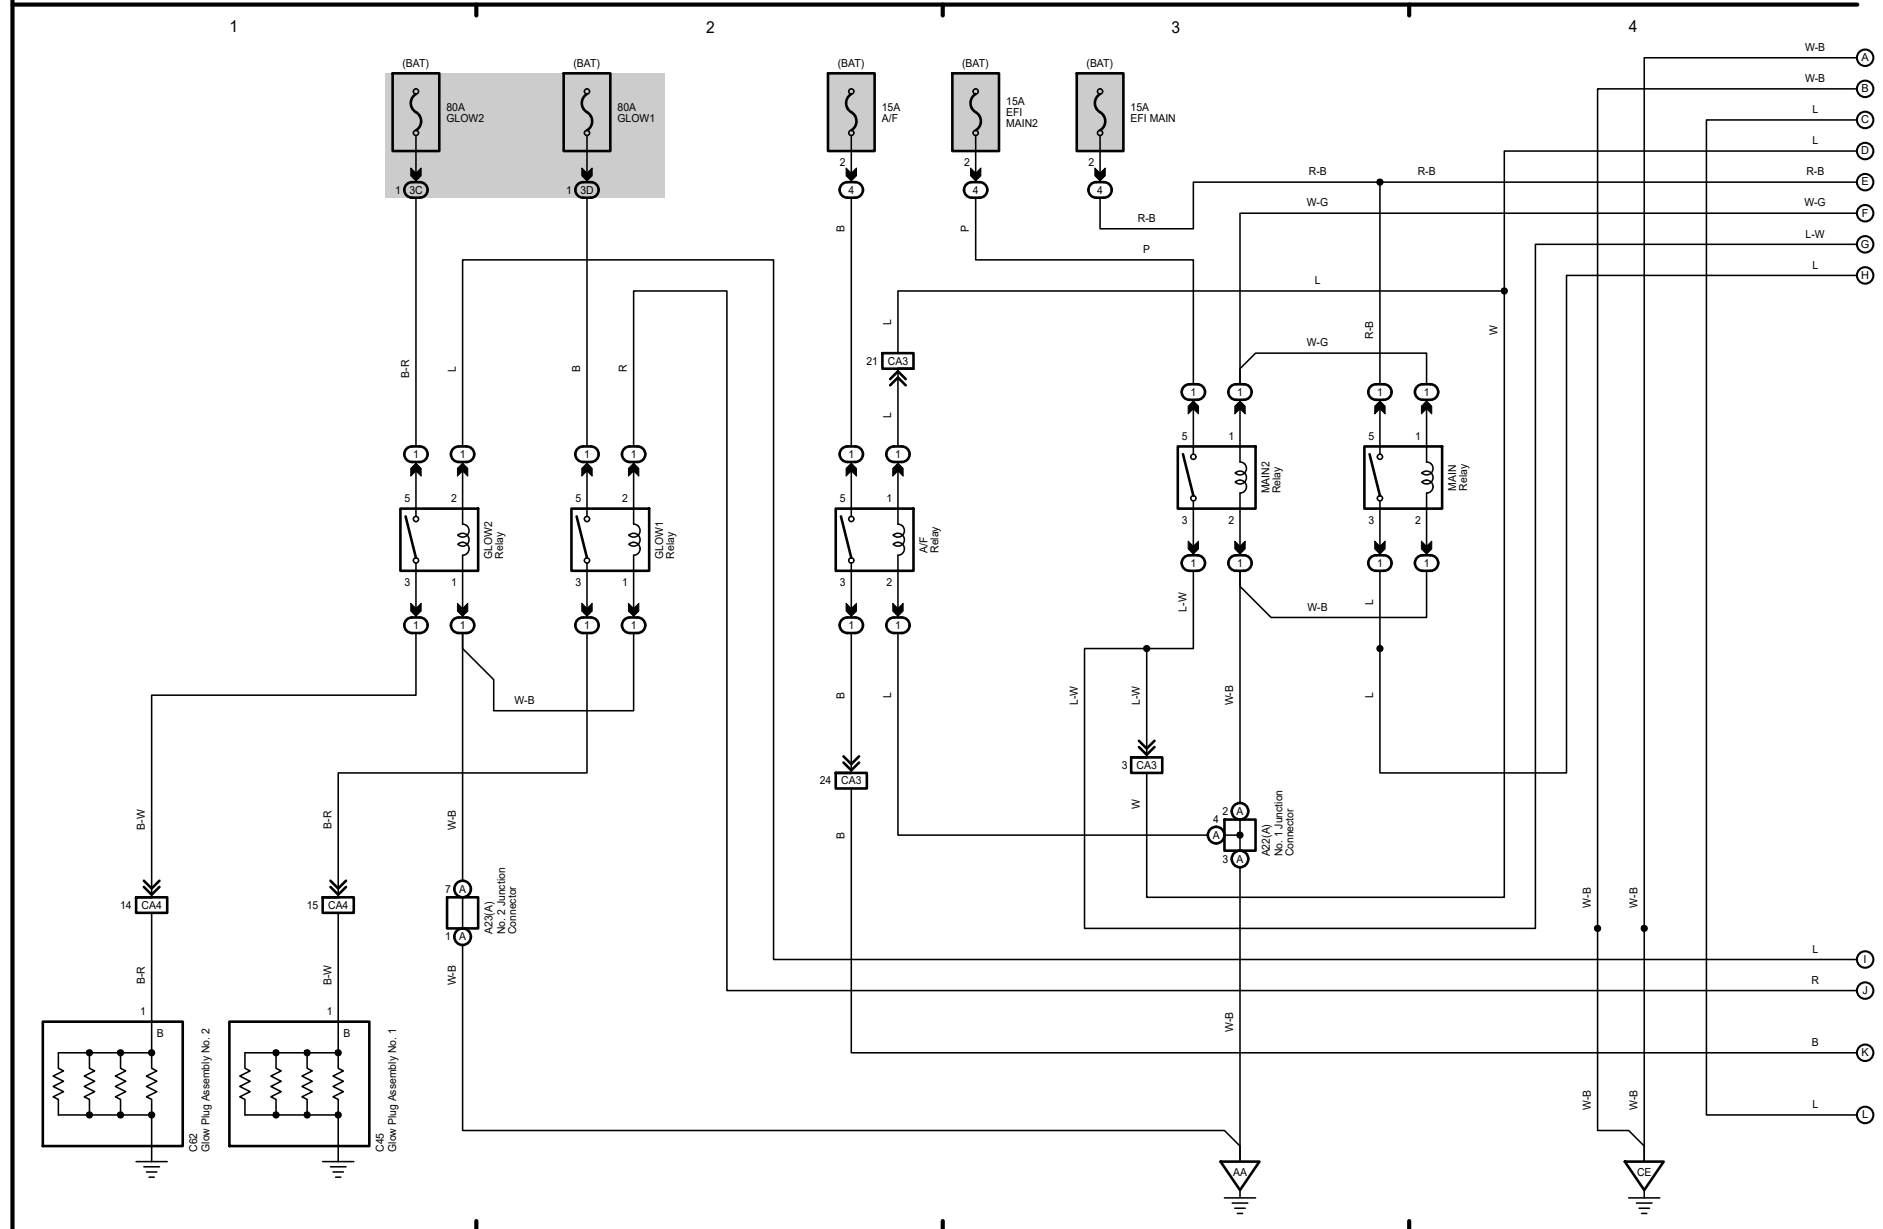 1
2
3
4
(BAT)
(BAT)
(BAT)
(BAT)
(BAT)
80A
GLOW2
80A
GLOW1
15A
A/F
15A
EFI
MAIN2
15A
EFI MAIN
1 3C
1 3D
2
4
2
4
2
4
W-B A
W-B B
L C
L D
R-B R-B R-B E
W-G W-G F
L-W G
L H
R-B
P
B
P
L
W
L
21 CA3
L
B-R
L
B
R
R-B
W-G
1 1 1 1
5 1 5 1
MAIN2
Relay
MAIN
Relay
3 2 3 2
1 1 1 1
1 1 1 1 1 1
5 2 5 2 5 1
GLOW2
Relay
GLOW1
Relay
A/F
Relay
3 1 3 1 3 2
1 1 1 1 1 1
L-W
W-B
L
W-B
B
L
L-W
L-W
W-B
L
24 CA3
3 CA3
B-W
B-R
W-B
B
W
2 A
4
A
3 A
A22(A)
No. 1 Junction
Connector
14 CA4
15 CA4
7 A
1 A
A23(A)
No. 2 Junction
Connector
W-B
W-B
B-R
B-W
W-B
L I
R J
W-B
1
B
1
B
C62
Glow Plug Assembly No. 2
C45
Glow Plug Assembly No. 1
B K
W-B
W-B
L L
AA
CE